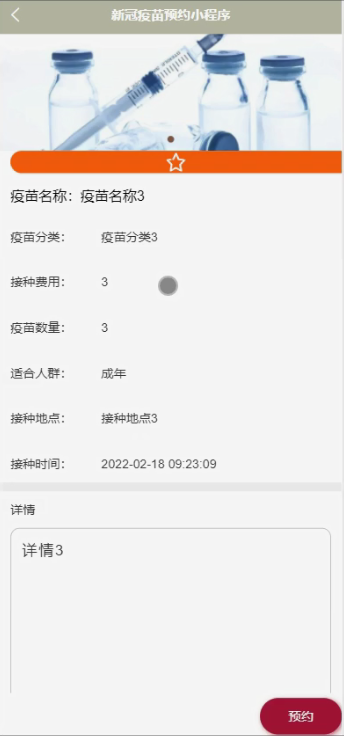 新冠疫苗预约小程序
疫苗名称：疫苗名称3
疫苗分类： 疫苗分类3
接种费用： 3
疫苗数量： 3
适合人群： 成年
接种地点： 接种地点3
接种时间： 2022-02-18 09:23:09
详情
详情3
预约